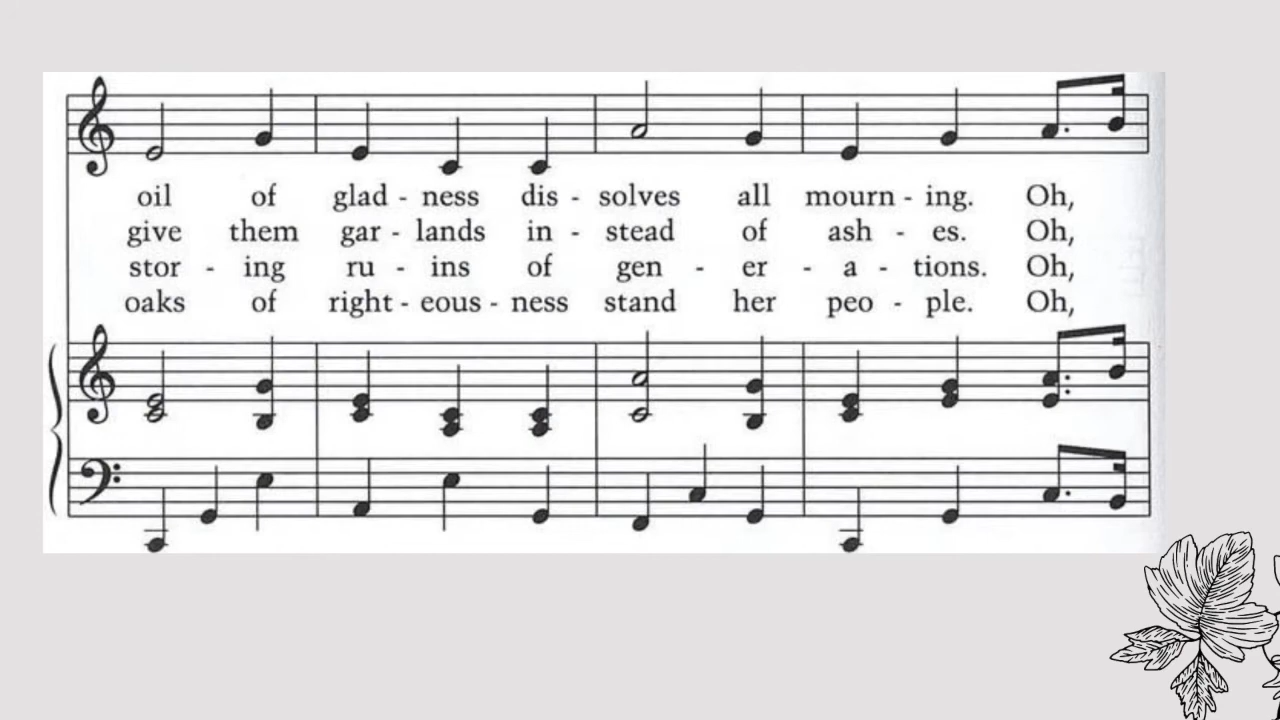 oil of glad - ness dis - solves all mourn - ing. Oh,
give them gar - lands in - stead of ash - es. Oh,
stor - ing ru - ins of gen - er - a - tions. Oh,
oaks of right - eous - ness stand her peo - ple. Oh,